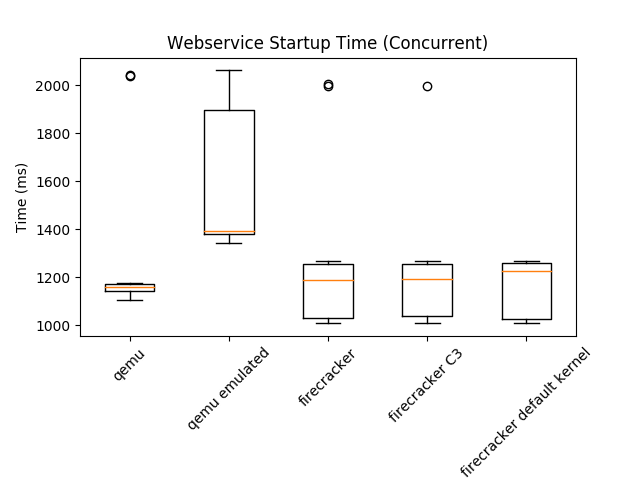 Webservice Startup Time (Concurrent)
Time (ms)
2000
1800
1600
1400
1200
1000
qemu
qemu emulated
firecracker
firecracker C3
firecracker default kernel